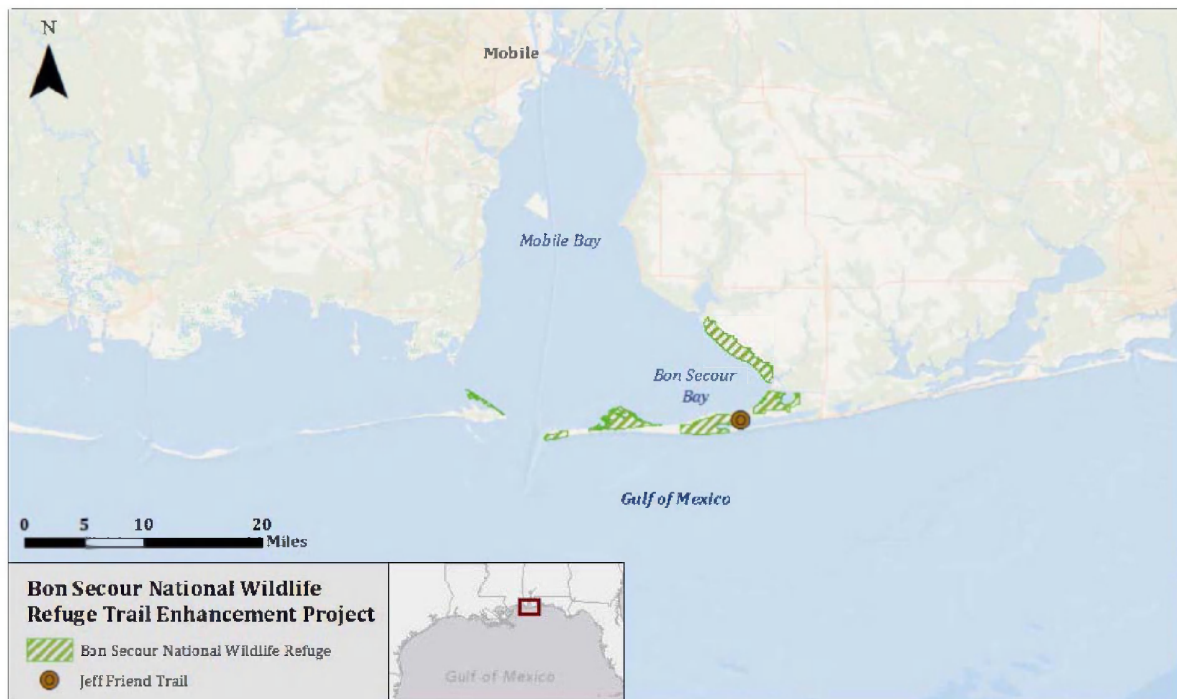 N
Mobile
Mobile Bay
Bon Secour
Bay
Gulf of Mexico
0 5 10 20
Miles
Bon Secour National Wildlife
Refuge Trail Enhancement Project
Bon Secour National Wildlife Refuge
Jeff Friend Trail
Gulf of Mexico